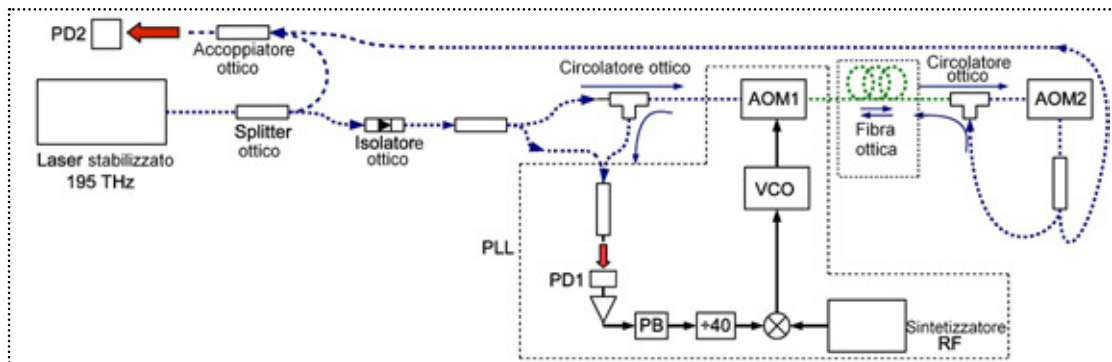 PD2
Accoppiatore
ottico
Laser stabilizzato
195 THz
Splitter
ottico
Isolatore
ottico
Circolatore ottico
AOM1
VCO
Fibra
ottica
Circolatore
ottico
AOM2
PLL
PD1
PB
÷40
Sintetizzatore
RF